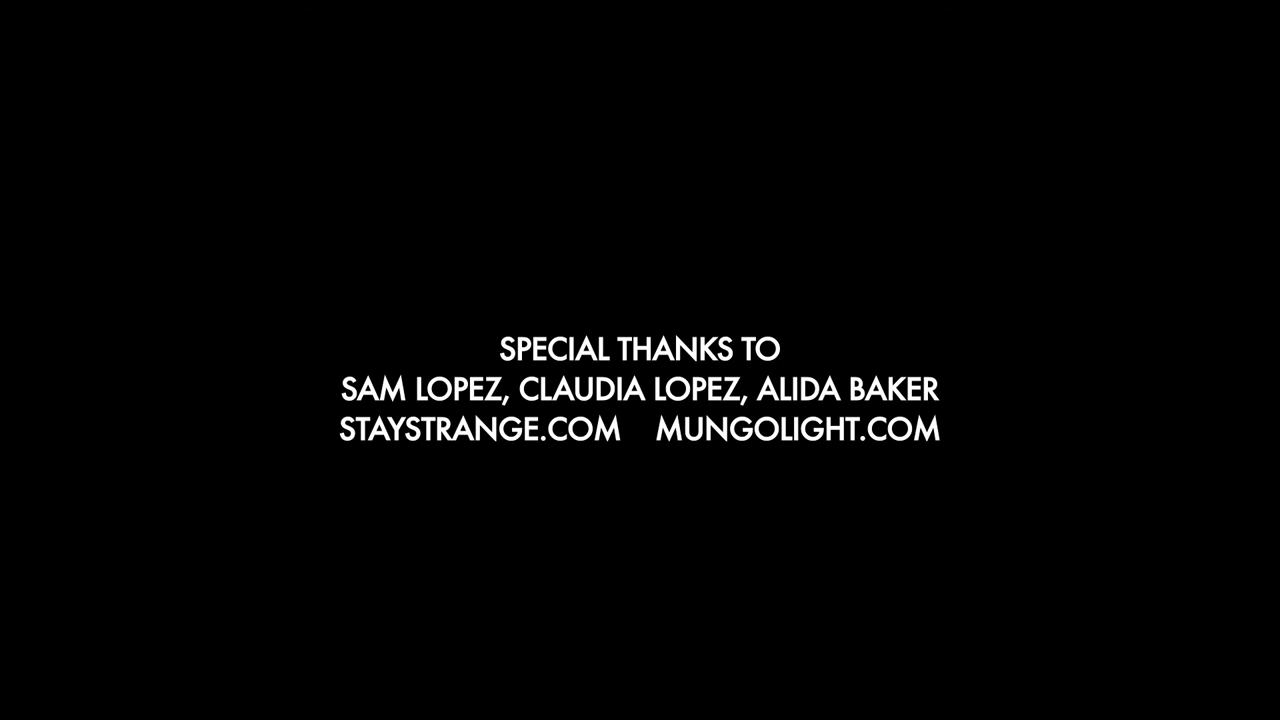 SPECIAL THANKS TO
SAM LOPEZ, CLAUDIA LOPEZ, ALIDA BAKER
STAYSTRANGE.COM MUNGOLIGHT.COM